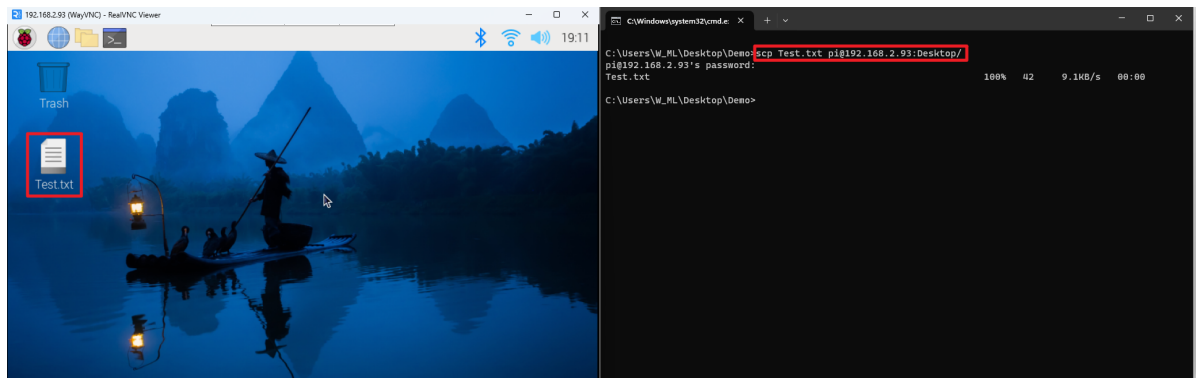 192.168.2.93 (WayVNC) - RealVNC Viewer
19:11
Trash
Test.txt
C:\Windows\system32\cmd.e:
C:\Users\W_ML\Desktop\Demo>scp Test.txt pi@192.168.2.93:Desktop/
pi@192.168.2.93's password:
Test.txt 100% 42 9.1KB/s 00:00
C:\Users\W_ML\Desktop\Demo>